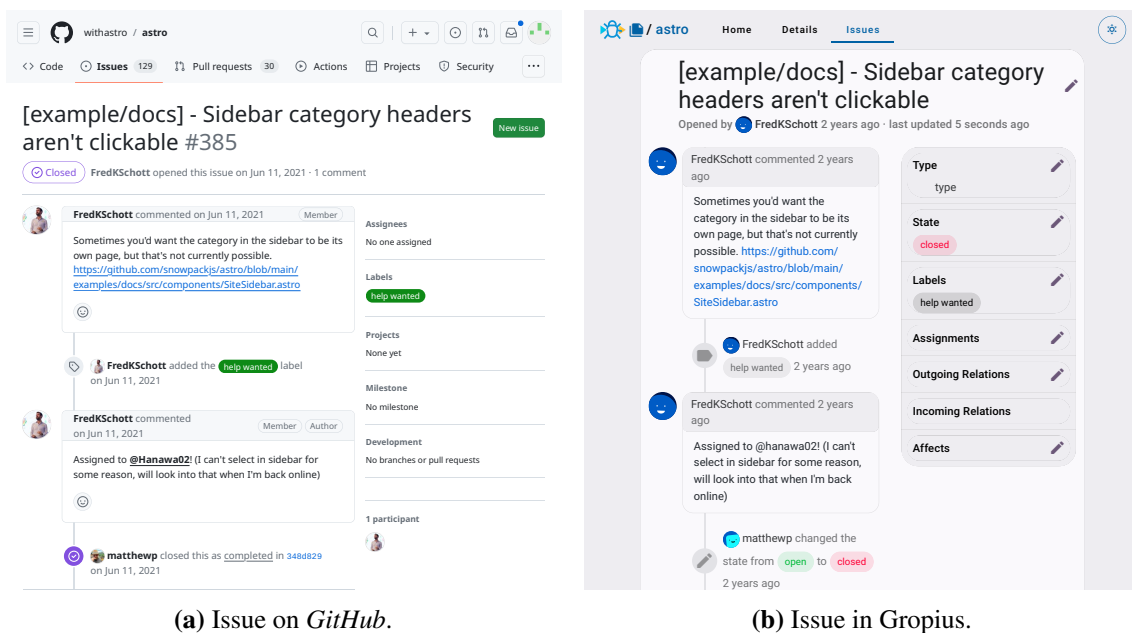 withastro / astro
Code
Issues 129
Pull requests 30
Actions
Projects
Security
[example/docs] - Sidebar category headers
aren't clickable #385
New issue
Closed FredKSchott opened this issue on Jun 11, 2021 · 1 comment
FredKSchott commented on Jun 11, 2021 Member
Sometimes you'd want the category in the sidebar to be its
own page, but that's not currently possible.
https://github.com/snowpackjs/astro/blob/main/
examples/docs/src/components/SiteSidebar.astro
FredKSchott added the help wanted label
on Jun 11, 2021
FredKSchott commented
on Jun 11, 2021
Member Author
Assigned to @Hanawa02! (I can't select in sidebar for
some reason, will look into that when I'm back online)
matthewp closed this as completed in 348d829
on Jun 11, 2021
Assignees
No one assigned
Labels
help wanted
Projects
None yet
Milestone
No milestone
Development
No branches or pull requests
1 participant
(a) Issue on GitHub.
/ astro
Home
Details
Issues
[example/docs] - Sidebar category
headers aren't clickable
Opened by FredKSchott 2 years ago · last updated 5 seconds ago
FredKSchott commented 2 years
ago
Sometimes you'd want the
category in the sidebar to be its
own page, but that's not currently
possible. https://github.com/
snowpackjs/astro/blob/main/
examples/docs/src/components/
SiteSidebar.astro
FredKSchott added
help wanted 2 years ago
FredKSchott commented 2 years
ago
Assigned to @hanawa02! (I can't
select in sidebar for some reason,
will look into that when I'm back
online)
matthewp changed the
state from open to closed
2 years ago
Type
type
State
closed
Labels
help wanted
Assignments
Outgoing Relations
Incoming Relations
Affects
(b) Issue in Gropius.